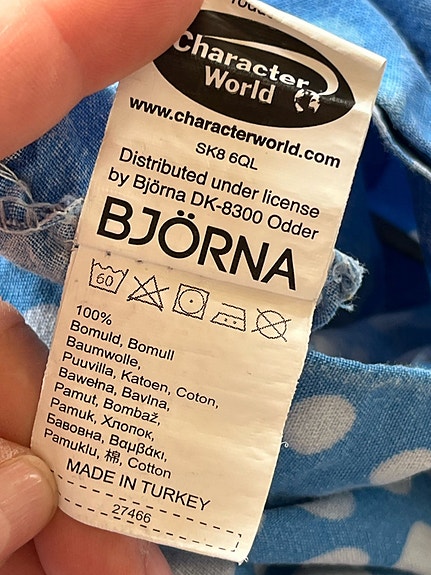 Character
World
www.characterworld.com
SK8 6QL
Distributed under license
by Björna DK-8300 Odder
BJÖRNA
60
100%
Bomuld, Bomull
Baumwolle,
Puuvilla, Katoen, Coton,
Bawełna, Bavlna,
Pamut, Bombaž,
Pamuk, Хлопок,
Бавовна, Βαμβάκι,
Pamuklu, 棉, Cotton
MADE IN TURKEY
27466